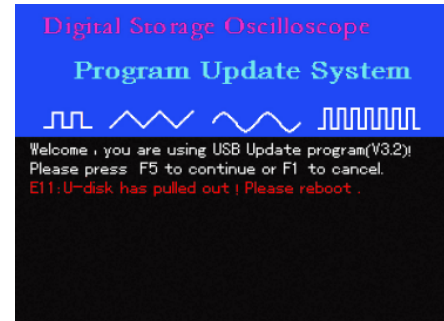 Digital Storage Oscilloscope
Program Update System
Welcome , you are using USB Update program(V3.2)!
Please press F5 to continue or F1 to cancel.
E11:U-disk has pulled out ! Please reboot .